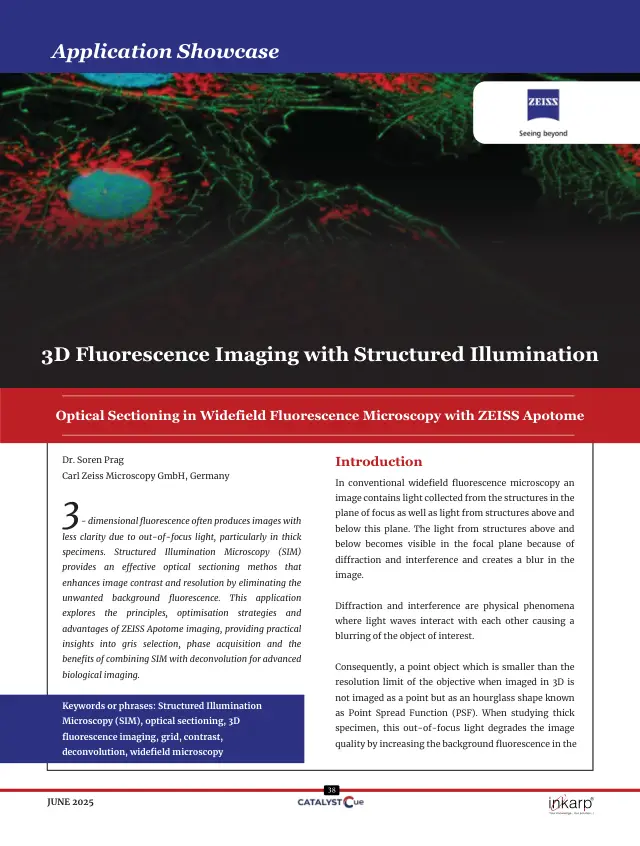 Application Showcase
ZEISS
Seeing beyond
3D Fluorescence Imaging with Structured Illumination
Optical Sectioning in Widefield Fluorescence Microscopy with ZEISS Apotome
Dr. Soren Prag
Carl Zeiss Microscopy GmbH, Germany
3- dimensional fluorescence often produces images with
less clarity due to out-of-focus light, particularly in thick
specimens. Structured Illumination Microscopy (SIM)
provides an effective optical sectioning methos that
enhances image contrast and resolution by eliminating the
unwanted background fluorescence. This application
explores the principles, optimisation strategies and
advantages of ZEISS Apotome imaging, providing practical
insights into gris selection, phase acquisition and the
benefits of combining SIM with deconvolution for advanced
biological imaging.
Keywords or phrases: Structured Illumination
Microscopy (SIM), optical sectioning, 3D
fluorescence imaging, grid, contrast,
deconvolution, widefield microscopy
Introduction
In conventional widefield fluorescence microscopy an
image contains light collected from the structures in the
plane of focus as well as light from structures above and
below this plane. The light from structures above and
below becomes visible in the focal plane because of
diffraction and interference and creates a blur in the
image.
Diffraction and interference are physical phenomena
where light waves interact with each other causing a
blurring of the object of interest.
Consequently, a point object which is smaller than the
resolution limit of the objective when imaged in 3D is
not imaged as a point but as an hourglass shape known
as Point Spread Function (PSF). When studying thick
specimen, this out-of-focus light degrades the image
quality by increasing the background fluorescence in the
JUNE 2025
38
CATALYST Cue
inkarp®